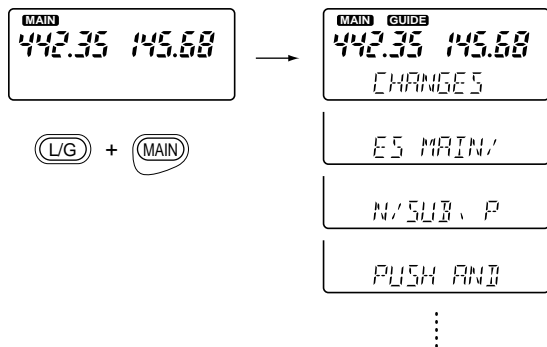 MAIN
442.35 145.68
L/G + MAIN
MAIN GUIDE
442.35 145.68
CHANGES
ES MAIN/
N/SUB, P
PUSH AND